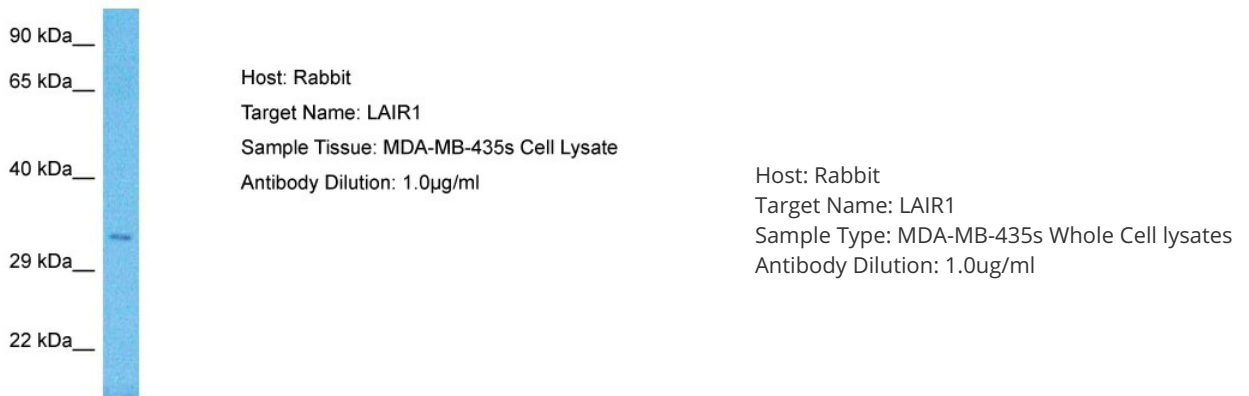 90 kDa__
65 kDa__
40 kDa__
29 kDa__
22 kDa__
Host: Rabbit
Target Name: LAIR1
Sample Tissue: MDA-MB-435s Cell Lysate
Antibody Dilution: 1.0µg/ml
Host: Rabbit
Target Name: LAIR1
Sample Type: MDA-MB-435s Whole Cell lysates
Antibody Dilution: 1.0ug/ml